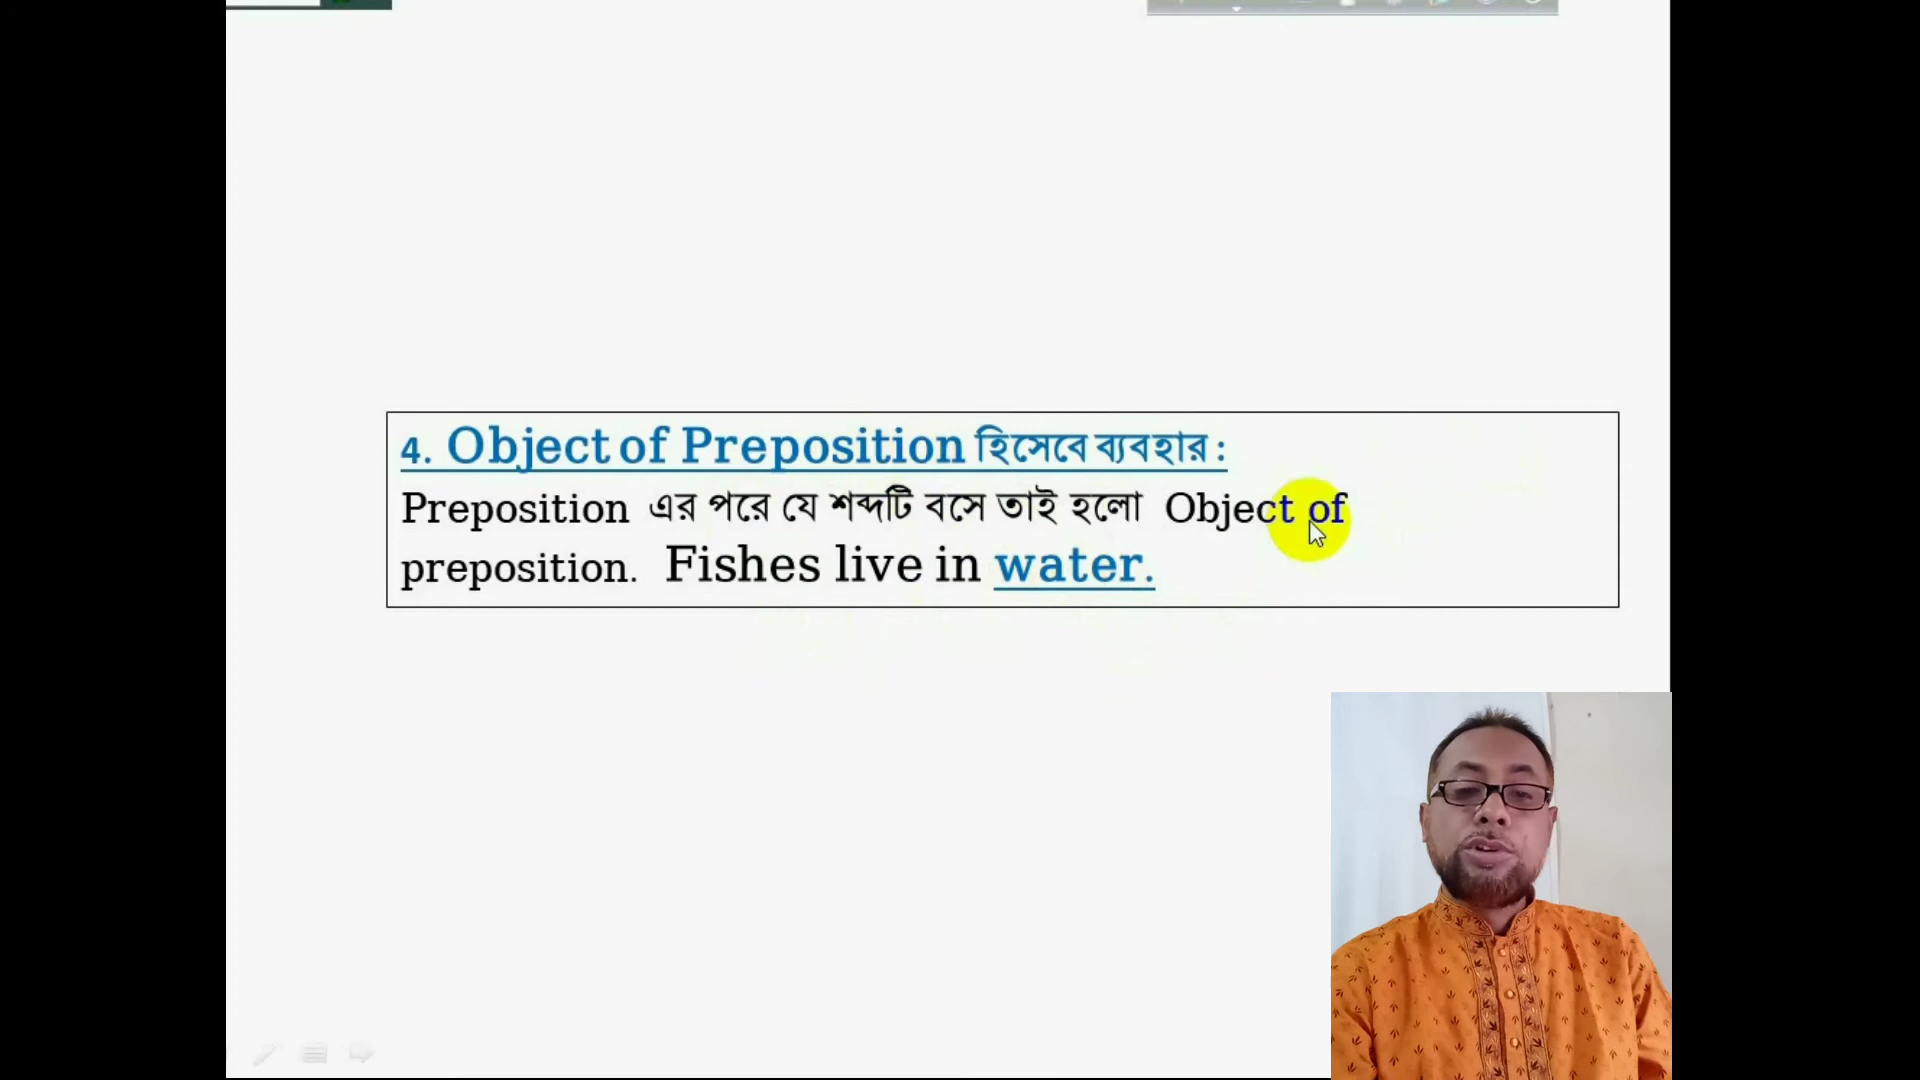 4. Object of Preposition হিসেবে ব্যবহার :
Preposition এর পরে যে শব্দটি বসে তাই হলো Object of
preposition. Fishes live in water.